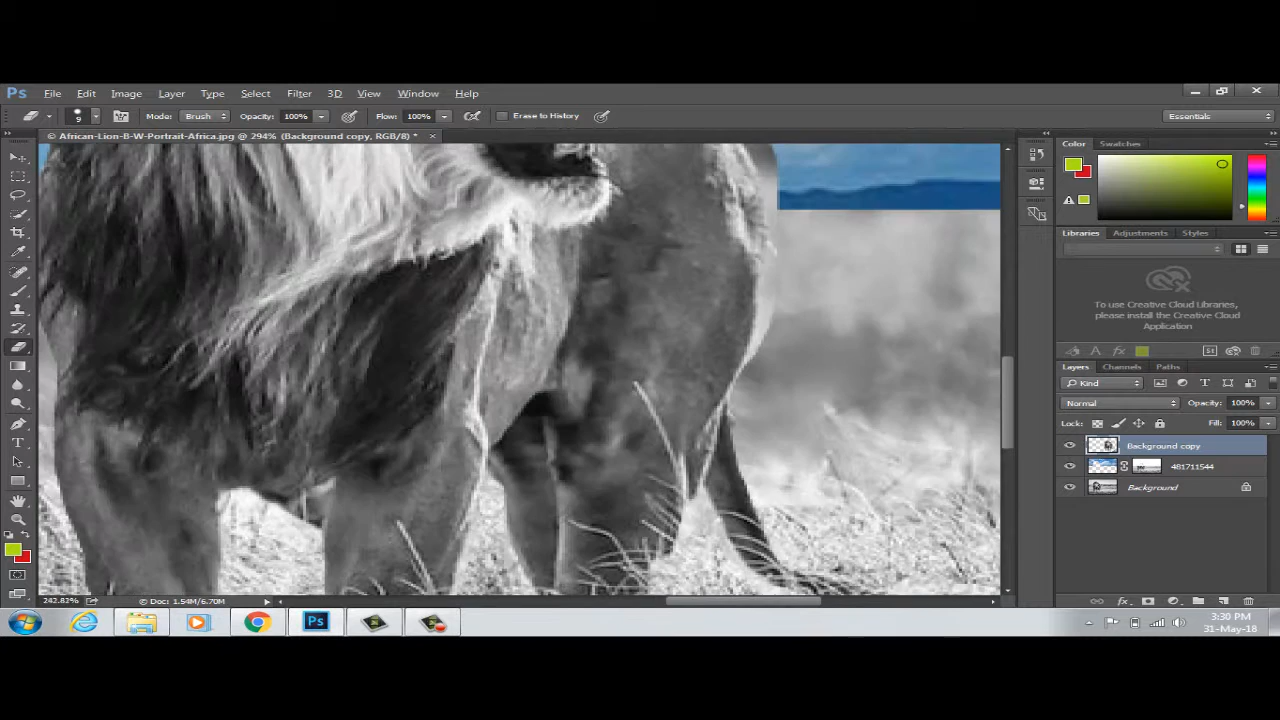 Ps File Edit Image Layer Type Select Filter 3D View Window Help
9 Mode: Brush Opacity: 100% Flow: 100% Erase to History Essentials
African-Lion-B-W-Portrait-Africa.jpg @ 294% (Background copy, RGB/8) *
Color Swatches
Libraries Adjustments Styles
To use Creative Cloud Libraries,
please install the Creative Cloud
Application
Layers Channels Paths
Kind
Normal Opacity: 100%
Lock: Fill: 100%
Background copy
481711544
Background
242.82% Doc: 1.54M/6.70M
Ps 3:30 PM
31-May-18